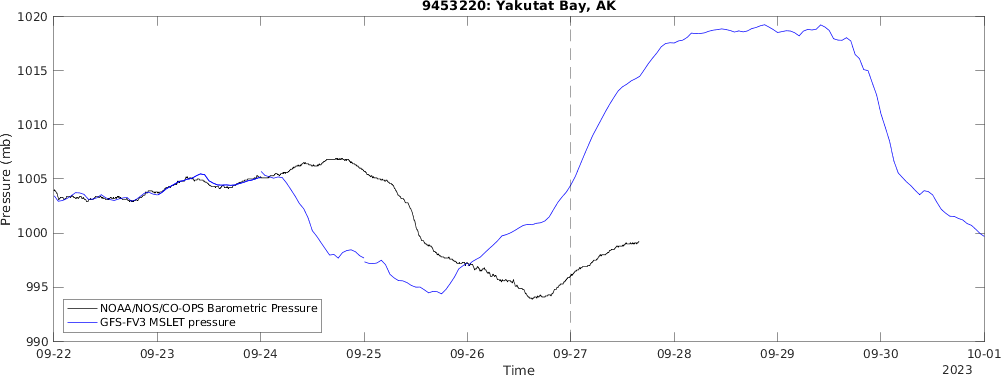 9453220: Yakutat Bay, AK
1020
1015
1010
1005
1000
995
990
Pressure (mb)
NOAA/NOS/CO-OPS Barometric Pressure
GFS-FV3 MSLET pressure
09-22 09-23 09-24 09-25 09-26 09-27 09-28 09-29 09-30 10-01
Time
2023